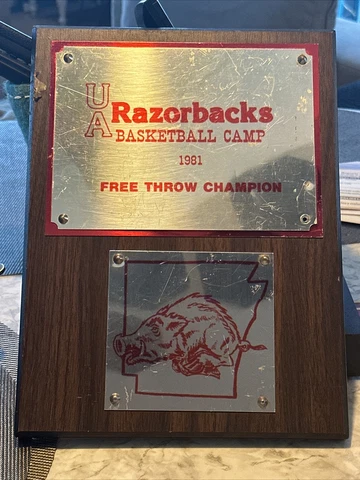 UA Razorbacks
BASKETBALL CAMP
1981
FREE THROW CHAMPION